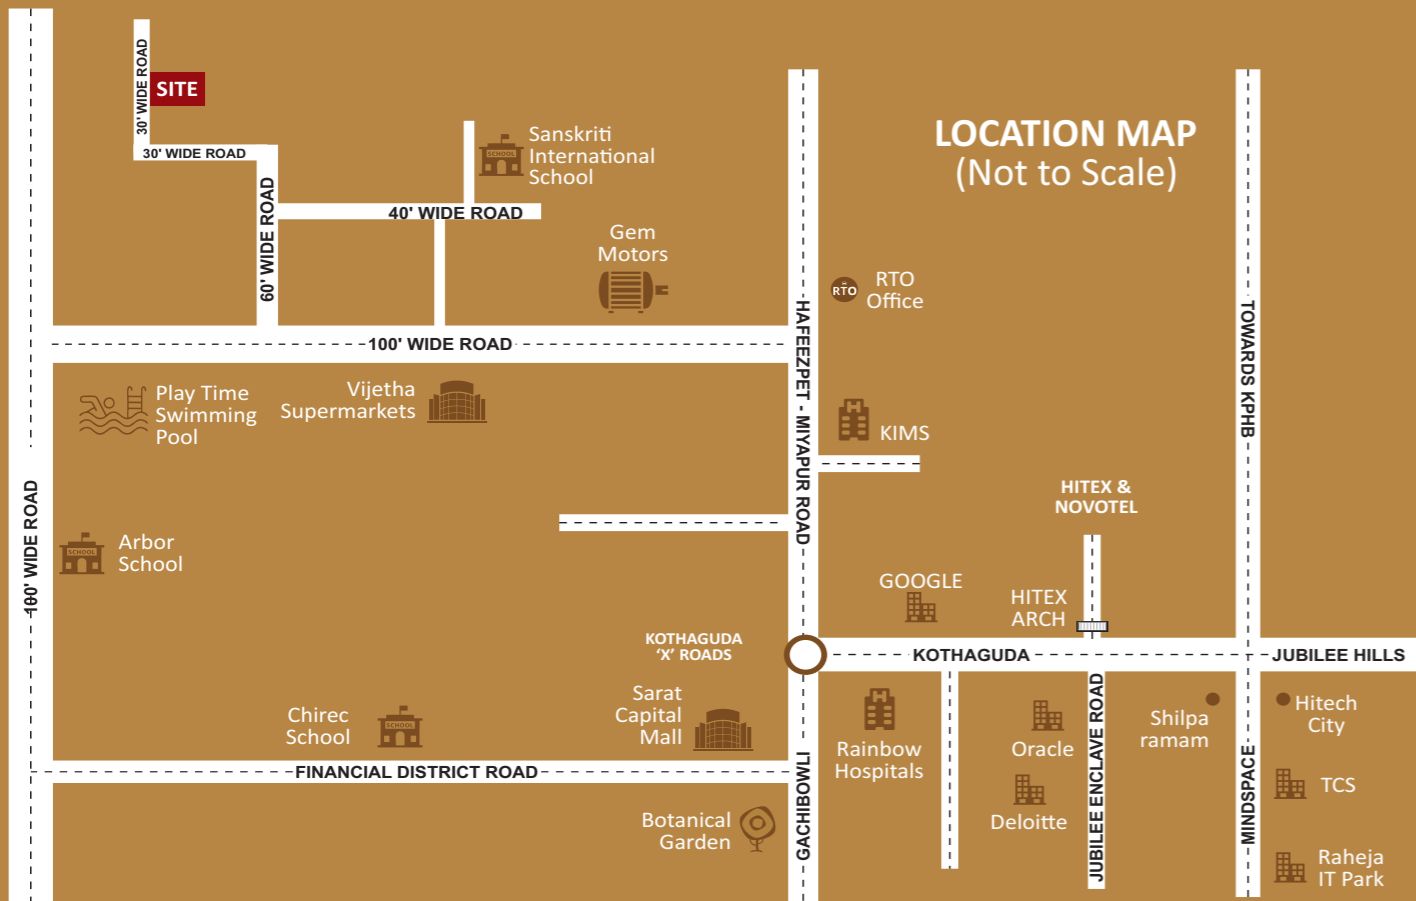 30' WIDE ROAD
SITE
30' WIDE ROAD
60' WIDE ROAD
40' WIDE ROAD
SCHOOL
Sanskriti
International
School
Gem
Motors
LOCATION MAP
(Not to Scale)
RTO
RTO
Office
100' WIDE ROAD
HAFEEZPET - MIYAPUR ROAD
TOWARDS KPHB
Play Time
Swimming
Pool
Vijetha
Supermarkets
KIMS
100' WIDE ROAD
SCHOOL
Arbor
School
HITEX &
NOVOTEL
GOOGLE
HITEX
ARCH
KOTHAGUDA
‘X’ ROADS
KOTHAGUDA
JUBILEE HILLS
Chirec
School
SCHOOL
Sarat
Capital
Mall
Rainbow
Hospitals
Oracle
Deloitte
JUBILEE ENCLAVE ROAD
Shilpa
ramam
Hitech
City
MINDSPACE
TCS
Raheja
IT Park
FINANCIAL DISTRICT ROAD
GACHIBOWLI
Botanical
Garden